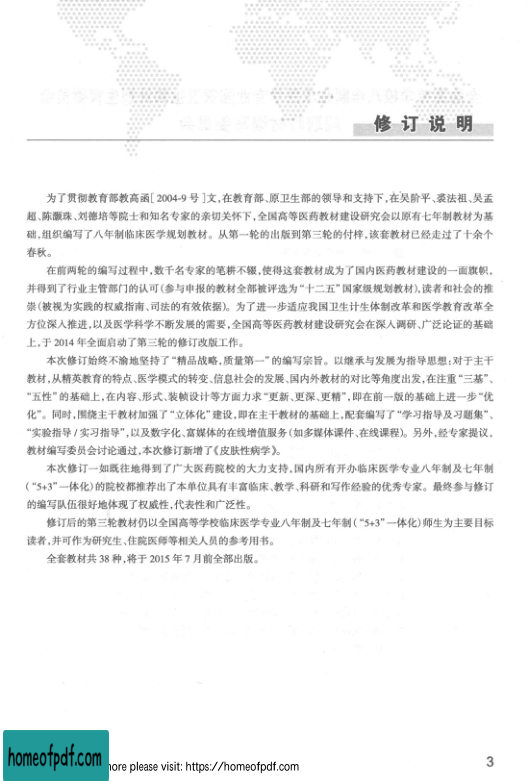 修 订 说 明
为了贯彻教育部教高函[ 2004-9 号 ]文,在教育部、原卫生部的领导和支持下,在吴阶平、裘法祖、吴孟
超、陈灏珠、刘德培等院士和知名专家的亲切关怀下,全国高等医药教材建设研究会以原有七年制教材为基
础,组织编写了八年制临床医学规划教材。从第一轮的出版到第三轮的付梓,该套教材已经走过了十余个
春秋。
在前两轮的编写过程中,数千名专家的笔耕不辍,使得这套教材成为了国内医药教材建设的一面旗帜,
并得到了行业主管部门的认可(参与申报的教材全部被评选为“十二五”国家级规划教材),读者和社会的推
崇(被视为实践的权威指南、司法的有效依据)。为了进一步适应我国卫生计生体制改革和医学教育改革全
方位深入推进,以及医学科学不断发展的需要,全国高等医药教材建设研究会在深入调研、广泛论证的基础
上,于 2014 年全面启动了第三轮的修订改版工作。
本次修订始终不渝地坚持了“精品战略,质量第一”的编写宗旨。以继承与发展为指导思想:对于主干
教材,从精英教育的特点、医学模式的转变、信息社会的发展、国内外教材的对比等角度出发,在注重“三基”、
“五性”的基础上,在内容、形式、装帧设计等方面力求“更新、更深、更精”,即在前一版的基础上进一步“优
化”。同时,围绕主干教材加强了“立体化”建设,即在主干教材的基础上,配套编写了“学习指导及习题集”、
“实验指导 / 实习指导”,以及数字化、富媒体的在线增值服务(如多媒体课件、在线课程)。另外,经专家提议,
教材编写委员会讨论通过,本次修订新增了《皮肤性病学》。
本次修订一如既往地得到了广大医药院校的大力支持,国内所有开办临床医学专业八年制及七年制
(“5+3”一体化)的院校都推荐出了本单位具有丰富临床、教学、科研和写作经验的优秀专家。最终参与修订
的编写队伍很好地体现了权威性,代表性和广泛性。
修订后的第三轮教材仍以全国高等学校临床医学专业八年制及七年制(“5+3”一体化)师生为主要目标
读者,并可作为研究生、住院医师等相关人员的参考用书。
全套教材共 38 种,将于 2015 年 7 月前全部出版。
homeofpdf.com
more please visit: https://homeofpdf.com
3